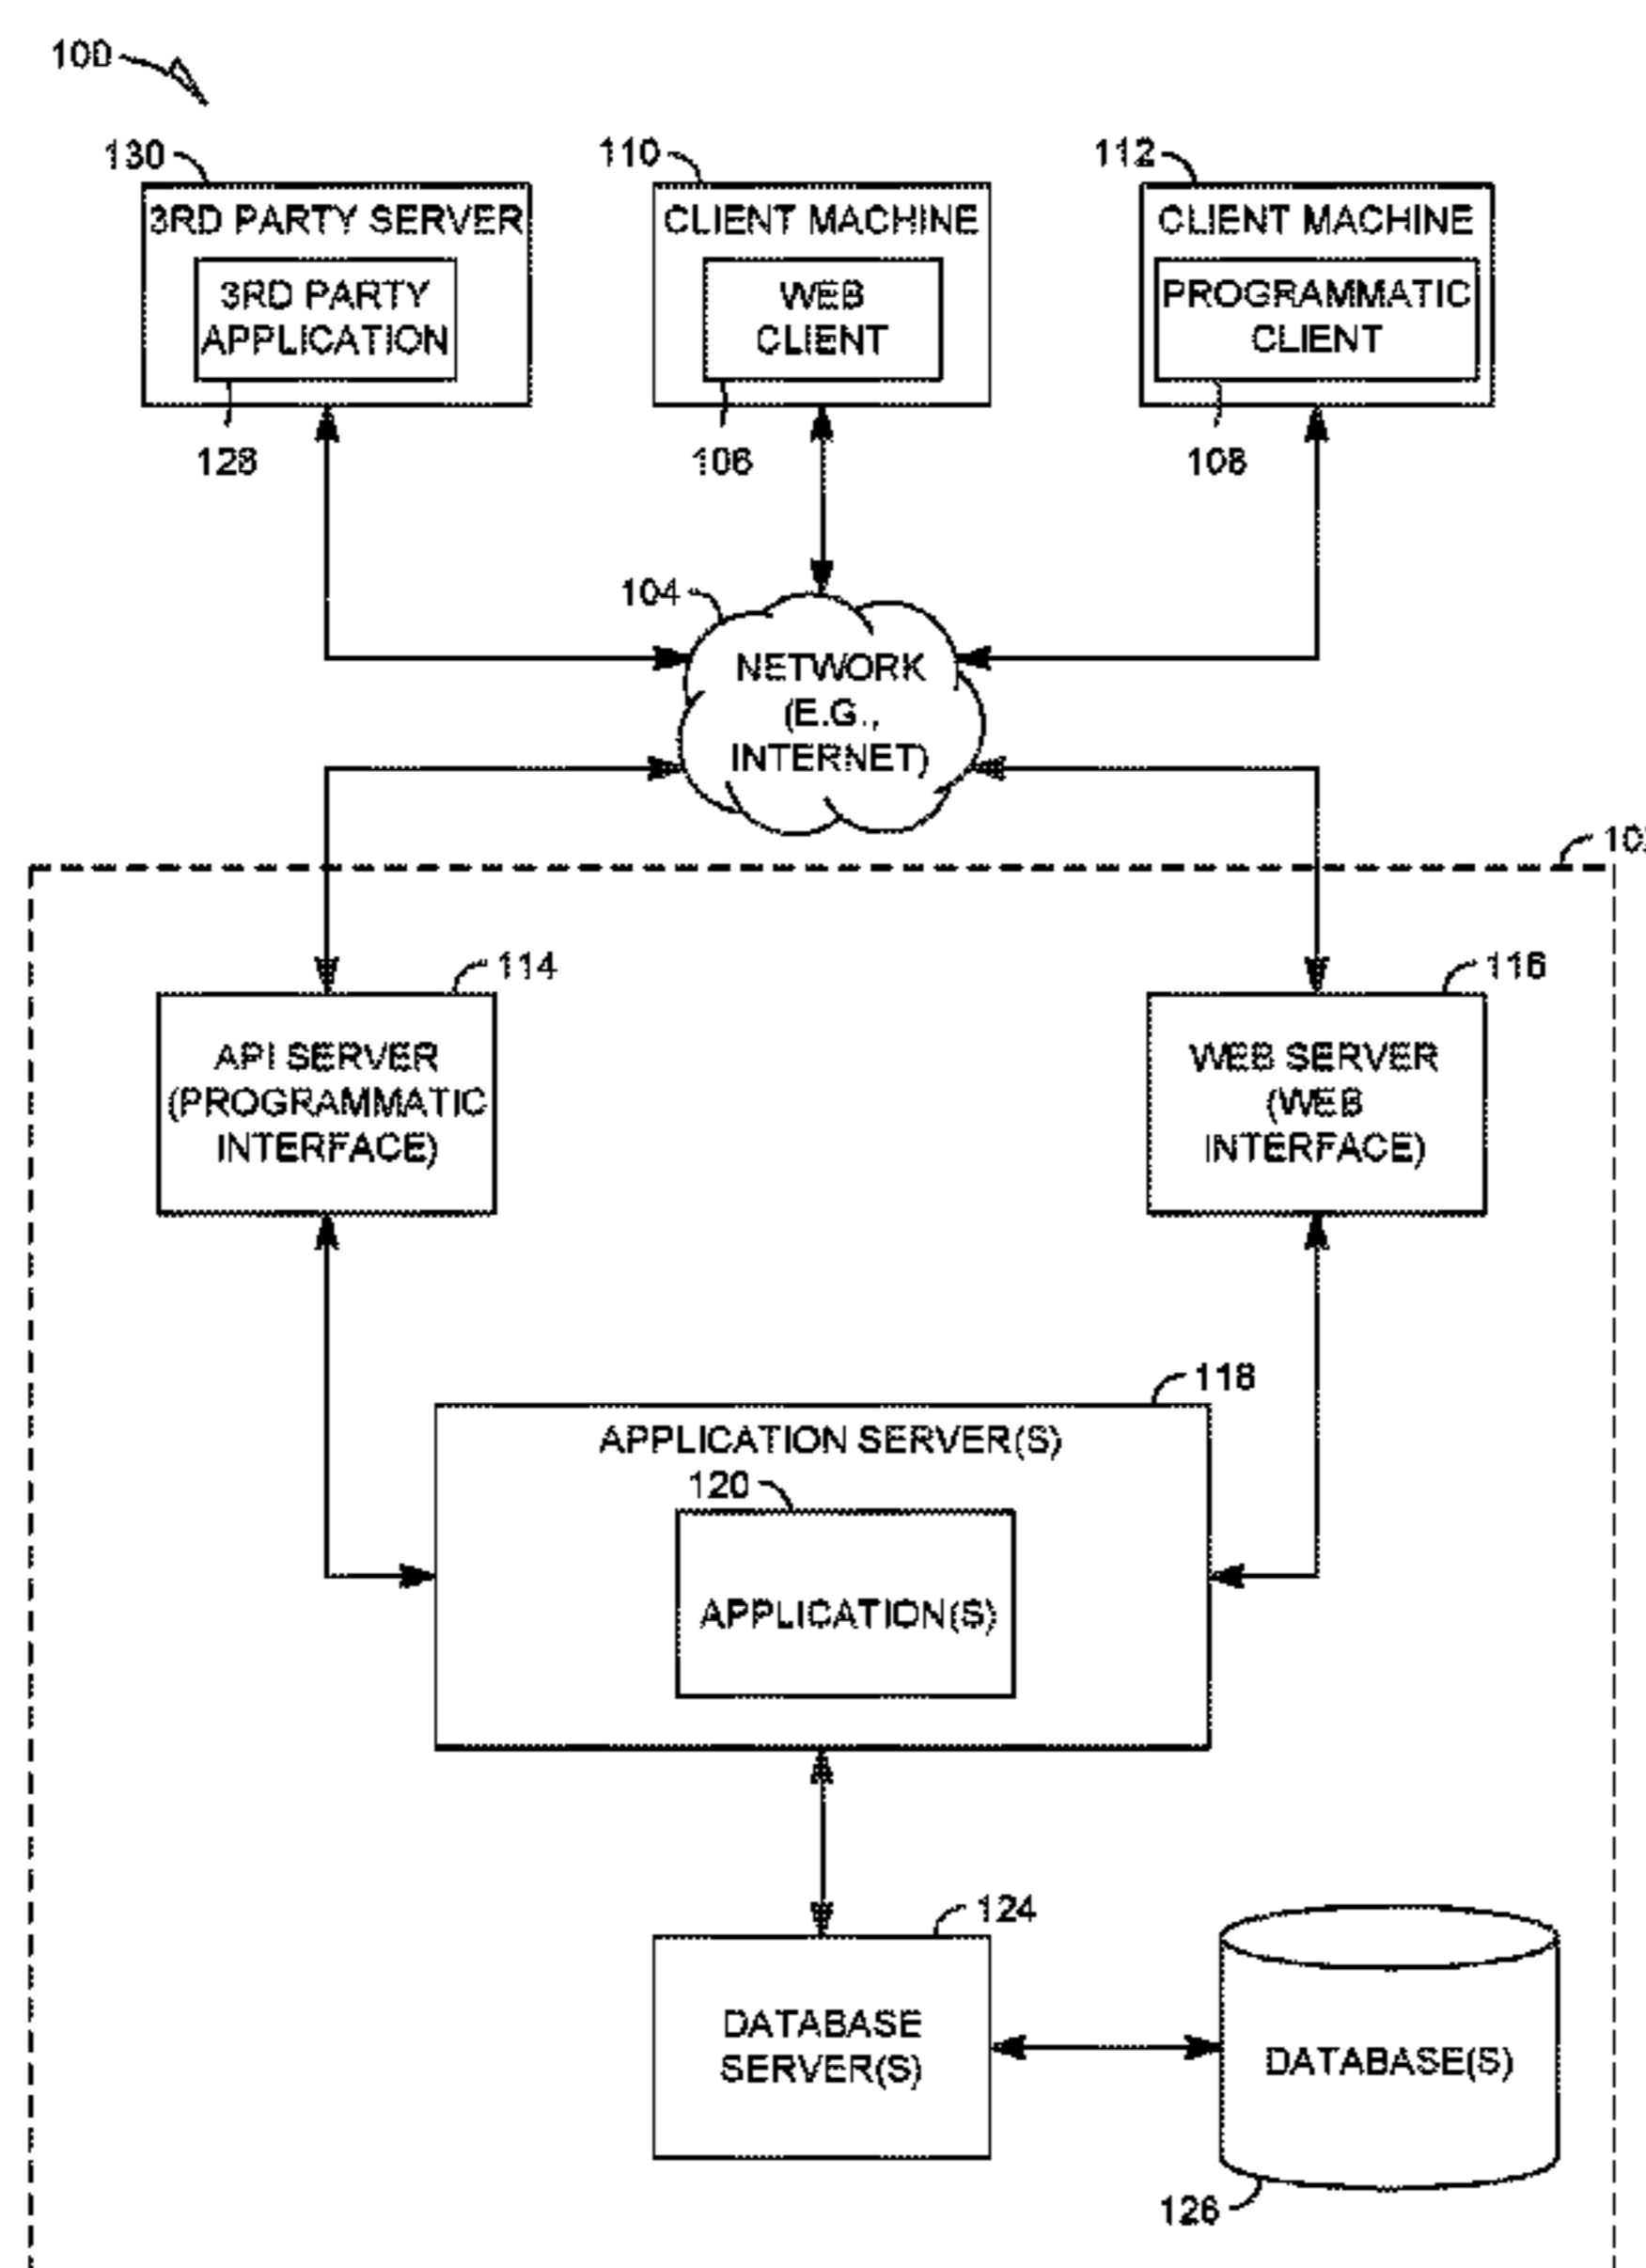 100
130
110
112
3RD PARTY SERVER
CLIENT MACHINE
CLIENT MACHINE
3RD PARTY
APPLICATION
WEB
CLIENT
PROGRAMMATIC
CLIENT
128
106
108
104
NETWORK
(E.G.,
INTERNET)
114
116
API SERVER
(PROGRAMMATIC
INTERFACE)
WEB SERVER
(WEB
INTERFACE)
118
APPLICATION SERVER(S)
120
APPLICATION(S)
124
DATABASE
SERVER(S)
DATABASE(S)
126